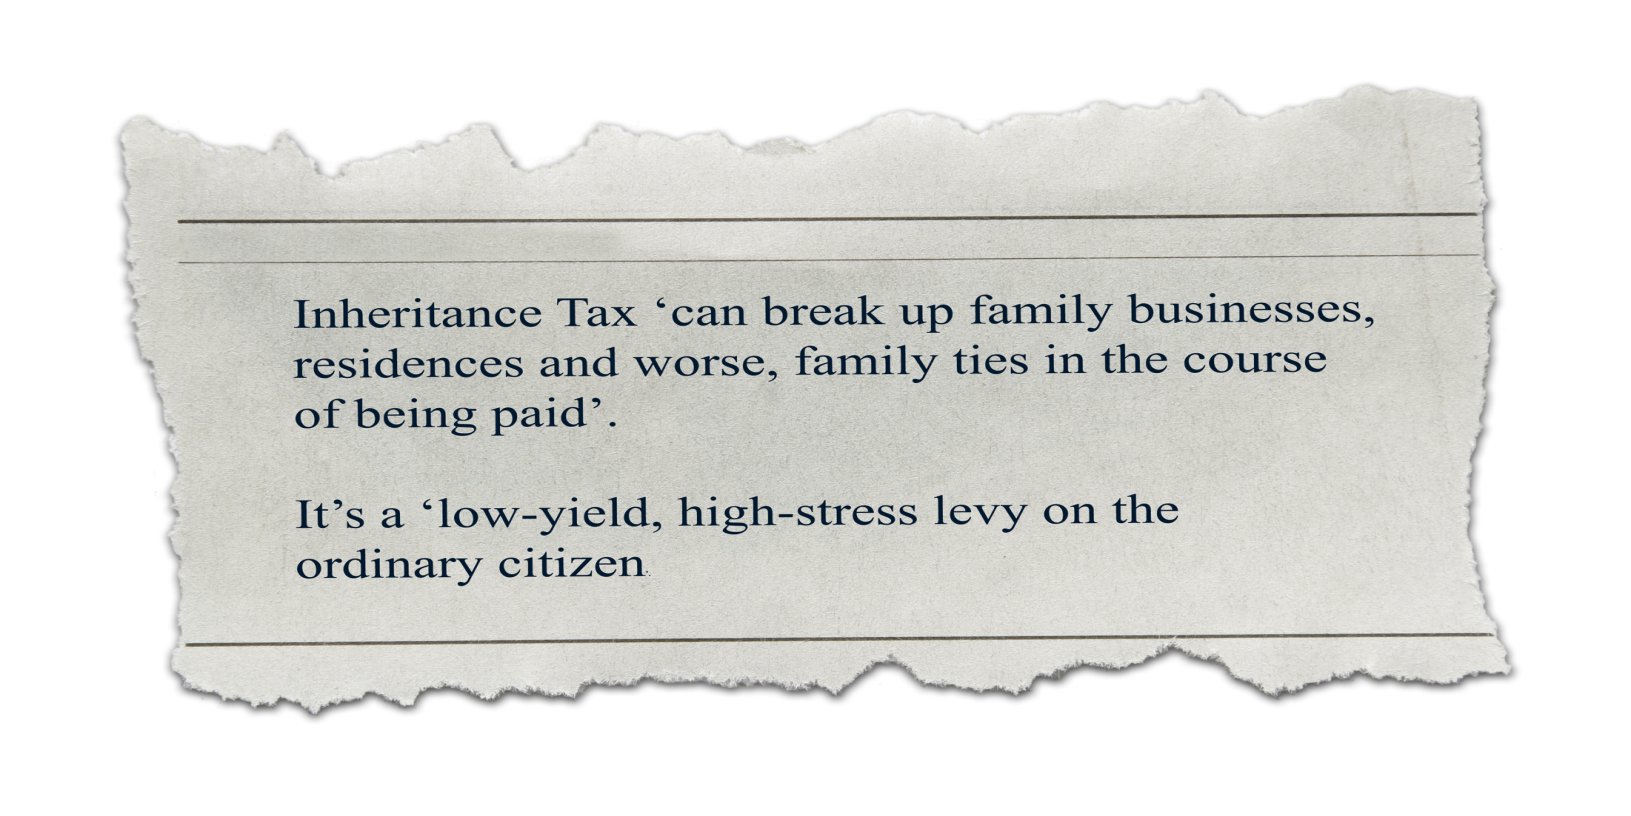 Inheritance Tax ‘can break up family businesses,
residences and worse, family ties in the course
of being paid’.
It’s a ‘low-yield, high-stress levy on the
ordinary citizen